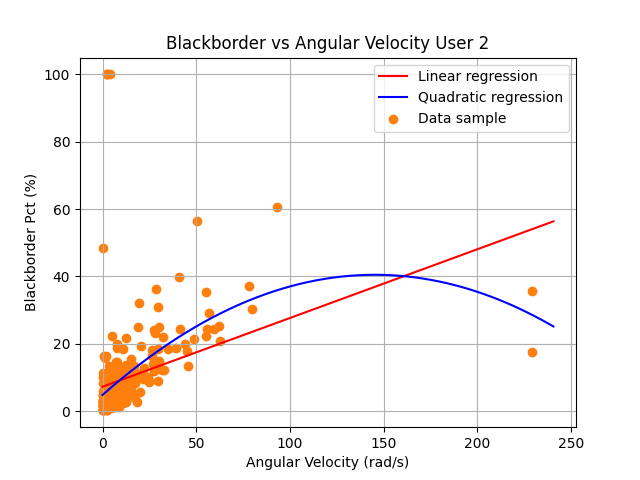 Blackborder vs Angular Velocity User 2
Linear regression
Quadratic regression
Data sample
Blackborder Pct (%)
100
80
60
40
20
0
0 50 100 150 200 250
Angular Velocity (rad/s)